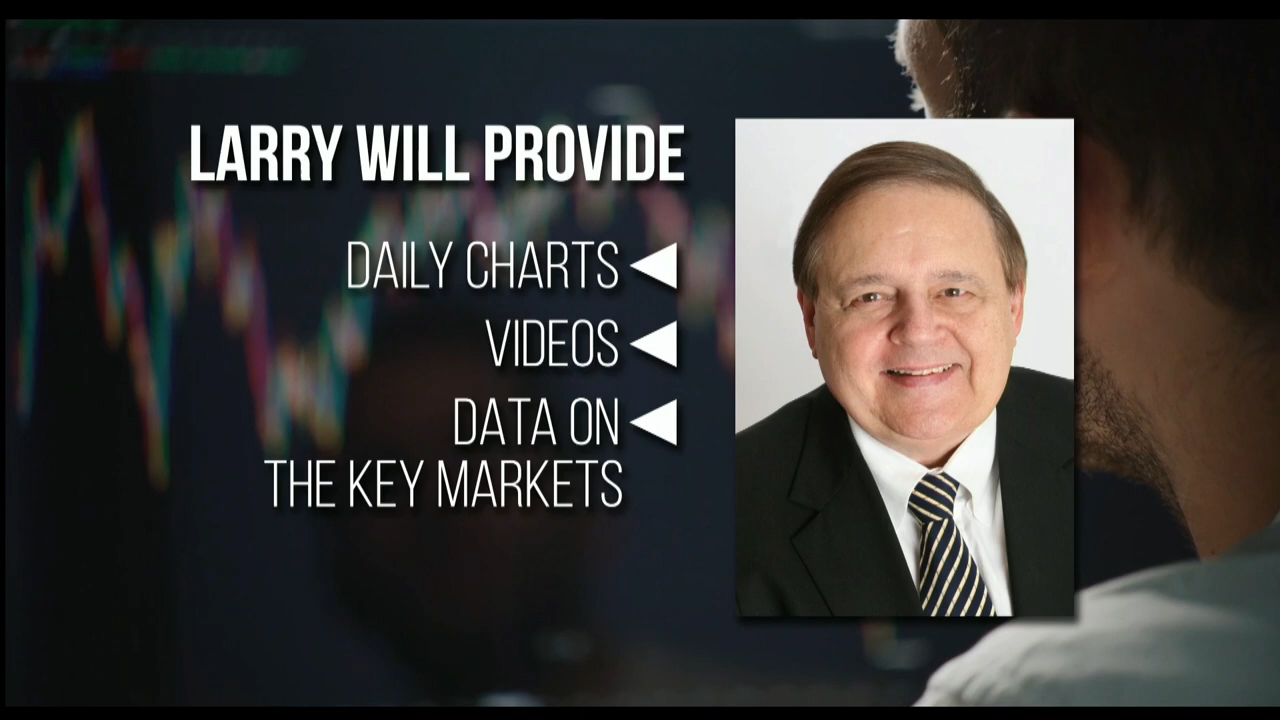 LARRY WILL PROVIDE
DAILY CHARTS
VIDEOS
DATA ON
THE KEY MARKETS